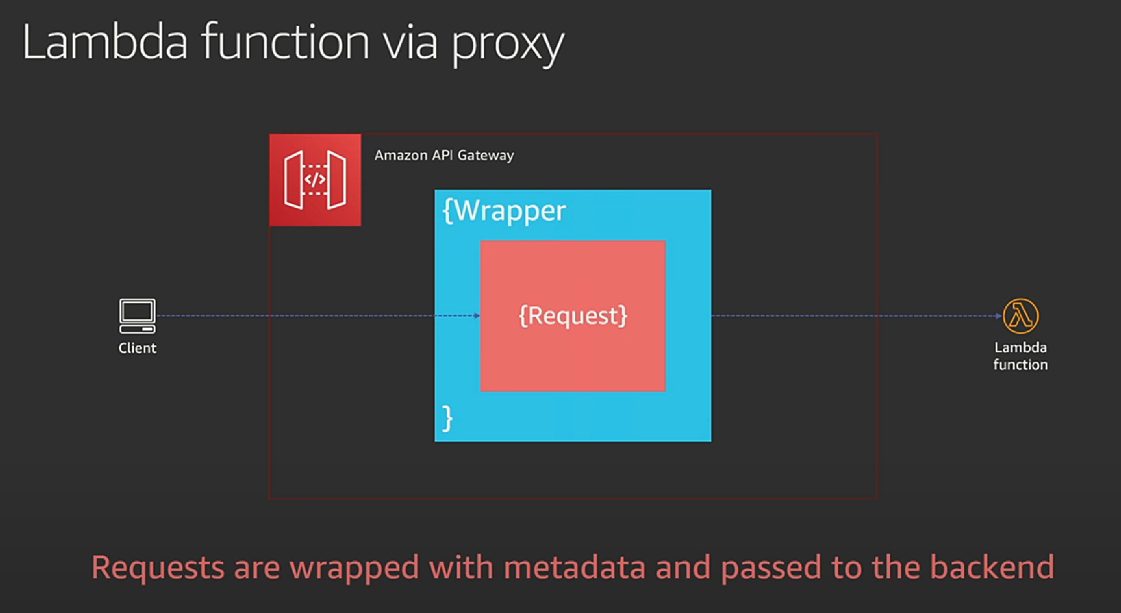 Lambda function via proxy
</>
Amazon API Gateway
{Wrapper
{Request}
}
Client
Lambda
function
Requests are wrapped with metadata and passed to the backend